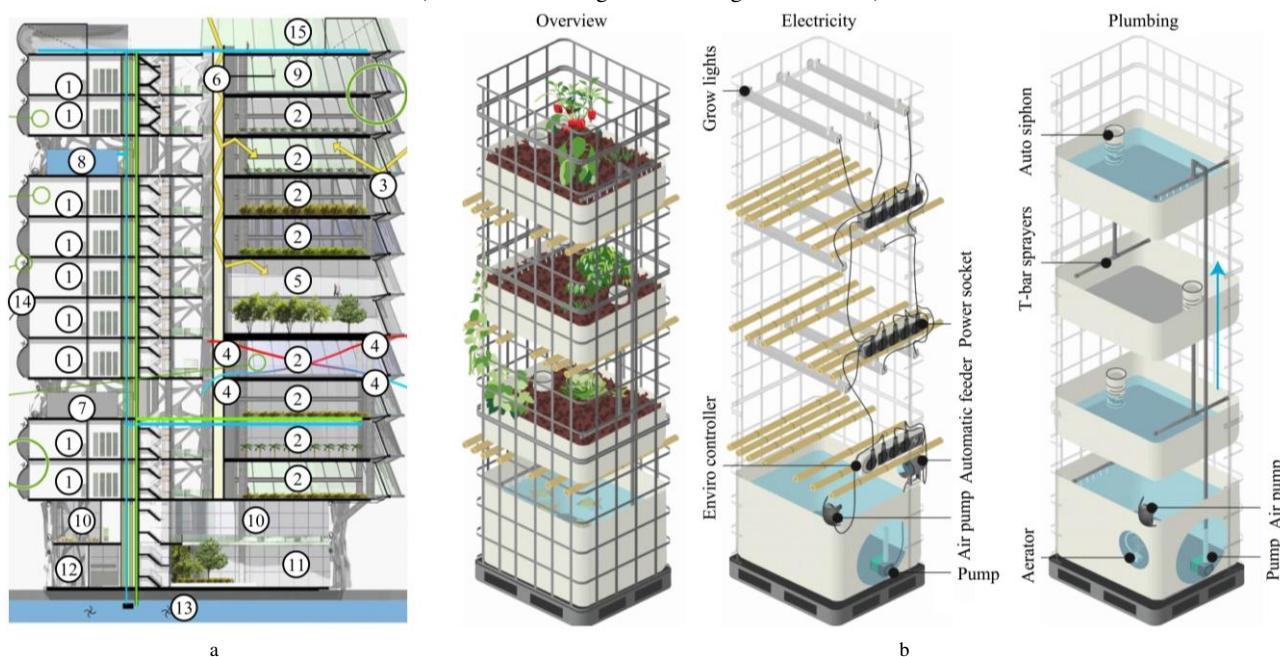 Overview
Electricity
Plumbing
15
6
9
1
1
2
8
2
3
1
2
1
2
1
5
14
1
1
4
2
4
4
4
7
2
1
2
1
2
10
10
12
11
13
a
Grow lights
Enviro controller
Power socket
Automatic feeder
Air pump
Pump
Auto siphon
T-bar sprayers
Aerator
Pump
Air pump
b